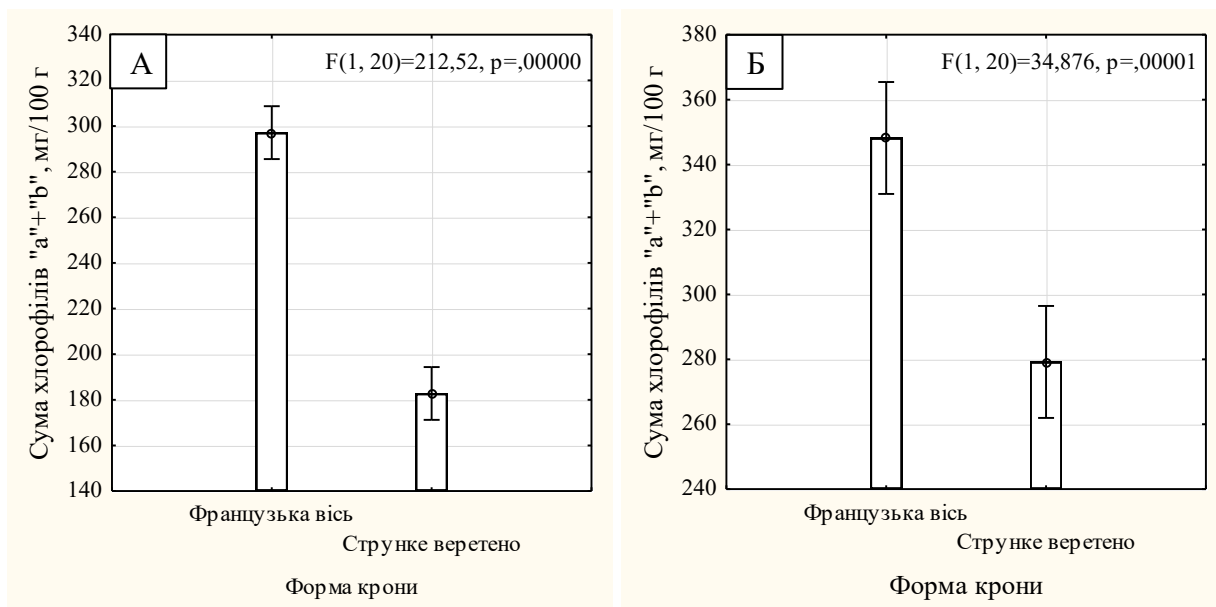 А
F(1, 20)=212,52, p=,00000
Сума хлорофілів "a"+"b", мг/100 г
340
320
300
280
260
240
220
200
180
160
140
Французька вісь
Струнке веретено
Форма крони
Б
F(1, 20)=34,876, p=,00001
Сума хлорофілів "a"+"b", мг/100 г
380
360
340
320
300
280
260
240
Французька вісь
Струнке веретено
Форма крони